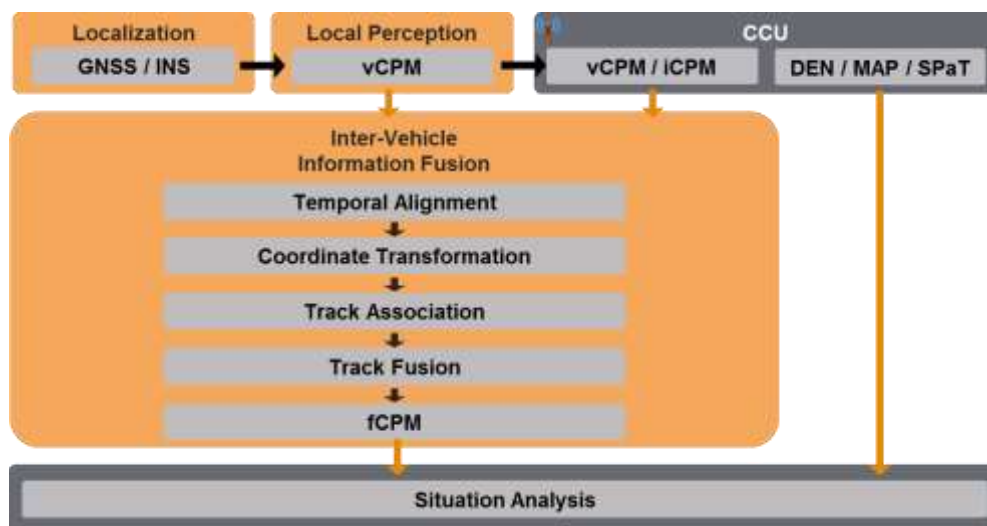 Localization
GNSS / INS
Local Perception
vCPM
CCU
vCPM / iCPM
DEN / MAP / SPaT
Inter-Vehicle
Information Fusion
Temporal Alignment
Coordinate Transformation
Track Association
Track Fusion
fCPM
Situation Analysis